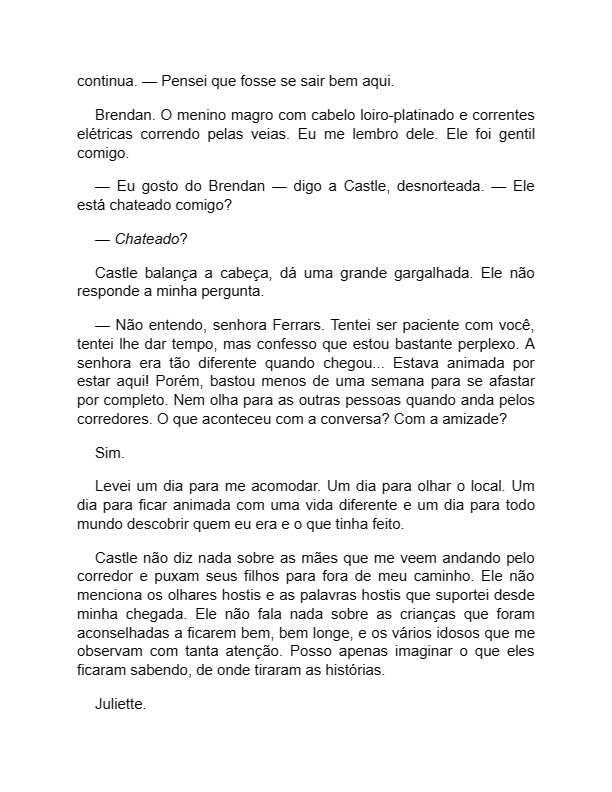 continua. — Pensei que fosse se sair bem aqui.
Brendan. O menino magro com cabelo loiro-platinado e correntes
elétricas correndo pelas veias. Eu me lembro dele. Ele foi gentil
comigo.
— Eu gosto do Brendan — digo a Castle, desnorteada. — Ele
está chateado comigo?
— Chateado?
Castle balança a cabeça, dá uma grande gargalhada. Ele não
responde a minha pergunta.
— Não entendo, senhora Ferrars. Tentei ser paciente com você,
tentei lhe dar tempo, mas confesso que estou bastante perplexo. A
senhora era tão diferente quando chegou... Estava animada por
estar aqui! Porém, bastou menos de uma semana para se afastar
por completo. Nem olha para as outras pessoas quando anda pelos
corredores. O que aconteceu com a conversa? Com a amizade?
Sim.
Levei um dia para me acomodar. Um dia para olhar o local. Um
dia para ficar animada com uma vida diferente e um dia para todo
mundo descobrir quem eu era e o que tinha feito.
Castle não diz nada sobre as mães que me veem andando pelo
corredor e puxam seus filhos para fora de meu caminho. Ele não
menciona os olhares hostis e as palavras hostis que suportei desde
minha chegada. Ele não fala nada sobre as crianças que foram
aconselhadas a ficarem bem, bem longe, e os vários idosos que me
observam com tanta atenção. Posso apenas imaginar o que eles
ficaram sabendo, de onde tiraram as histórias.
Juliette.